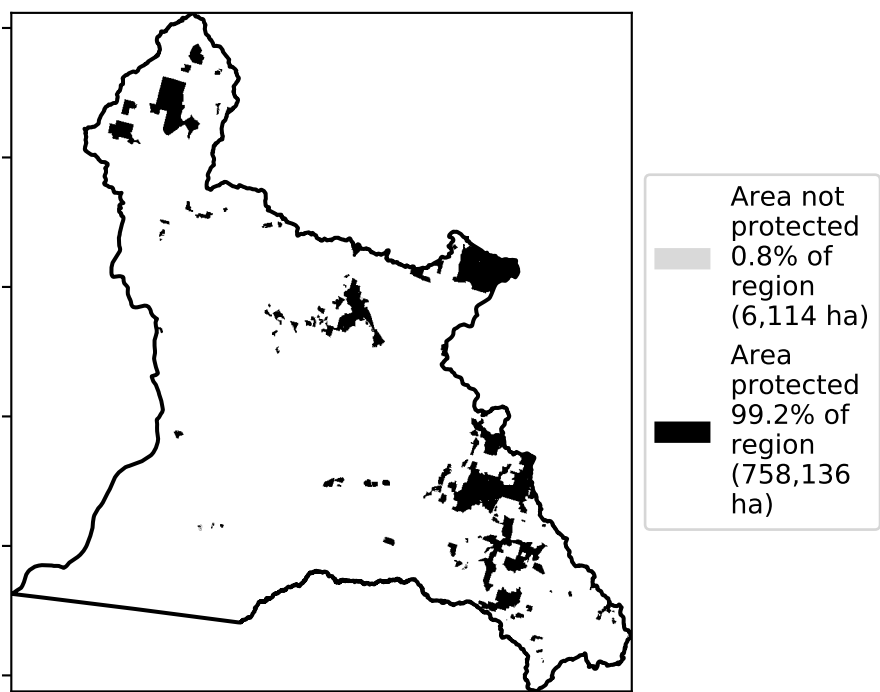 Area not
protected
0.8% of
region
(6,114 ha)
Area
protected
99.2% of
region
(758,136
ha)